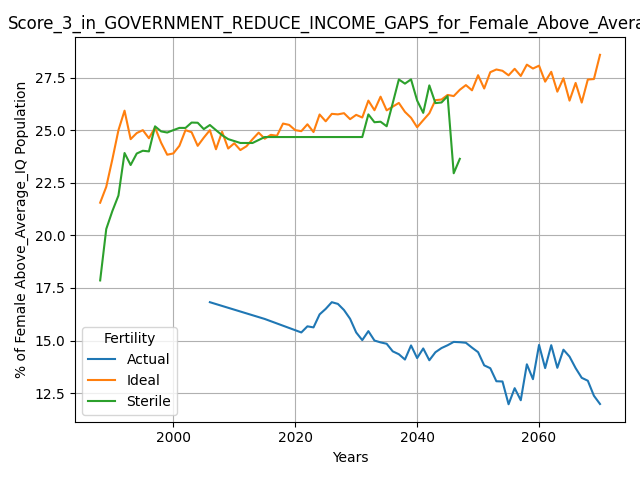 Score_3_in_GOVERNMENT_REDUCE_INCOME_GAPS_for_Female_Above_Avera
% of Female Above_Average_IQ Population
27.5
25.0
22.5
20.0
17.5
15.0
12.5
Fertility
Actual
Ideal
Sterile
2000
2020
2040
2060
Years